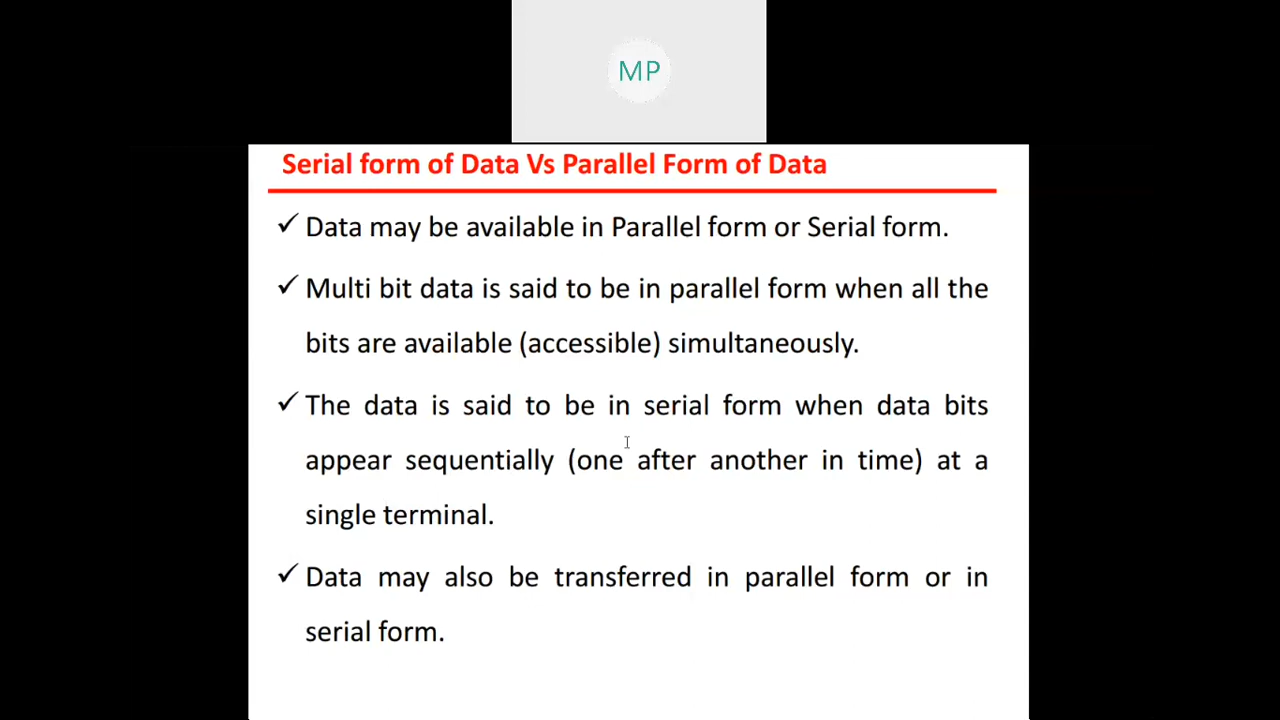 MP
Serial form of Data Vs Parallel Form of Data
✓ Data may be available in Parallel form or Serial form.
✓ Multi bit data is said to be in parallel form when all the
bits are available (accessible) simultaneously.
✓ The data is said to be in serial form when data bits
appear sequentially (one after another in time) at a
single terminal.
✓ Data may also be transferred in parallel form or in
serial form.